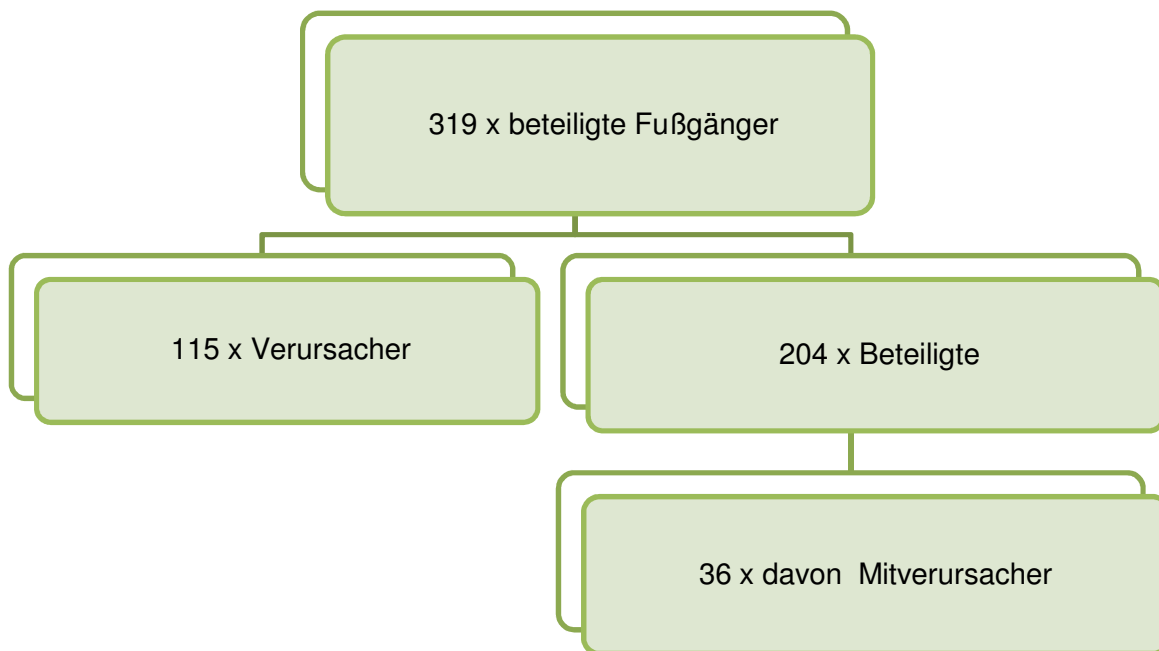 319 x beteiligte Fußgänger
115 x Verursacher
204 x Beteiligte
36 x davon  Mitverursacher